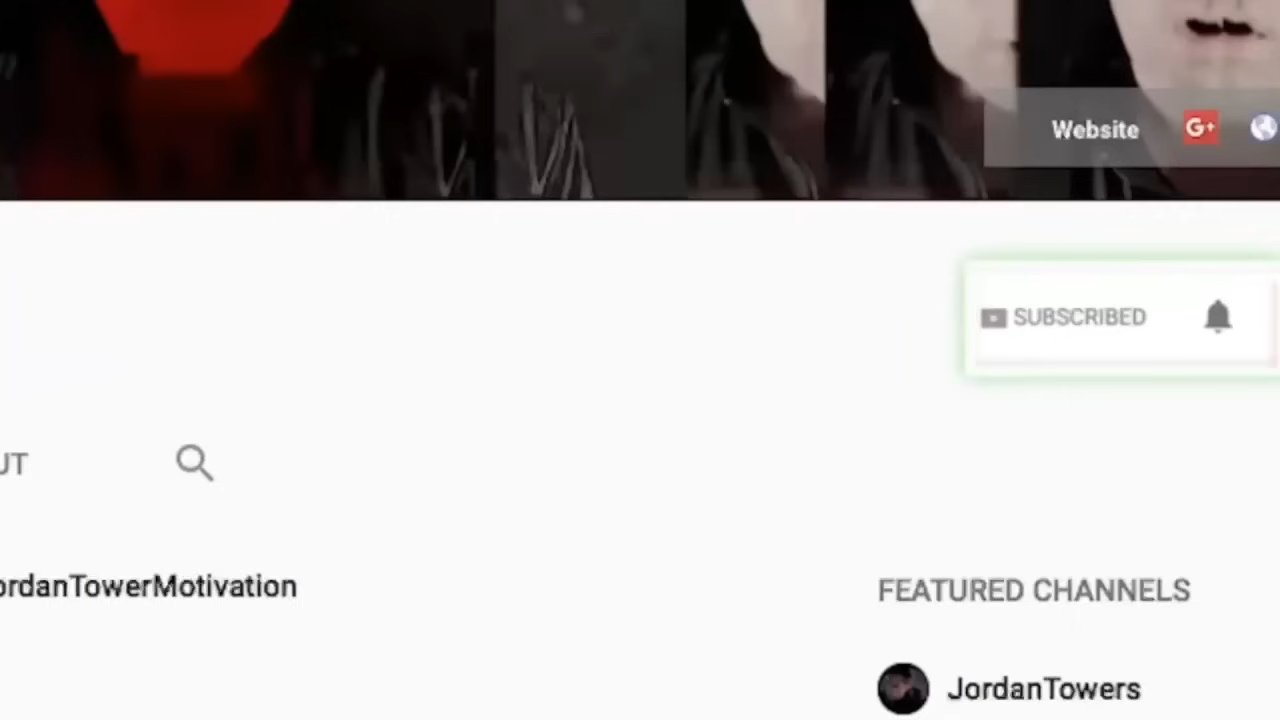 Website G+
SUBSCRIBED
UT
ordanTowerMotivation
FEATURED CHANNELS
JordanTowers